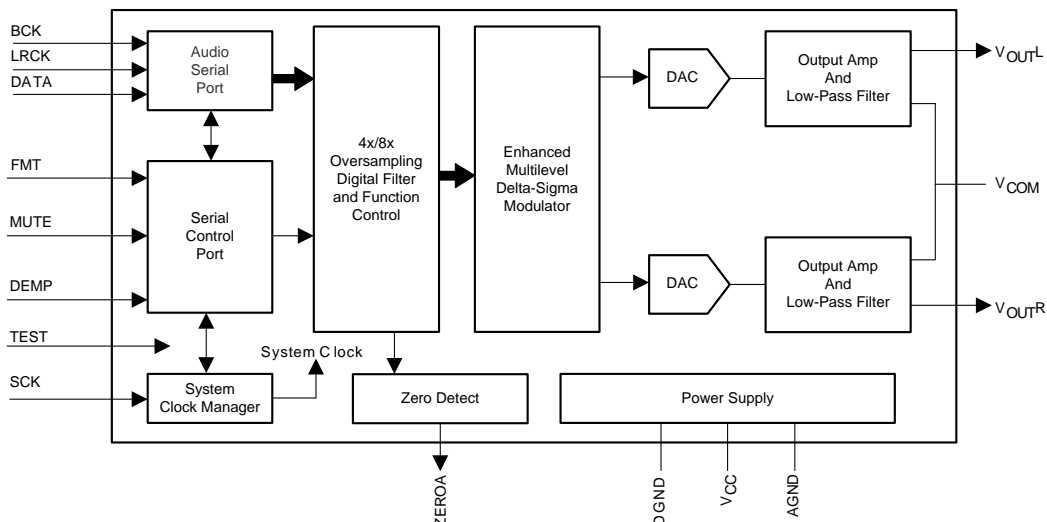 BCK
LRCK
DATA
FMT
MUTE
DEMP
TEST
SCK
Audio
Serial
Port
Serial
Control
Port
System
Clock Manager
System Clock
4x/8x
Oversampling
Digital Filter
and Function
Control
Zero Detect
ZEROA
Enhanced
Multilevel
Delta-Sigma
Modulator
DAC
DAC
Output Amp
And
Low-Pass Filter
Output Amp
And
Low-Pass Filter
VOUTL
VCOM
VOUTR
Power Supply
DGND
VCC
AGND